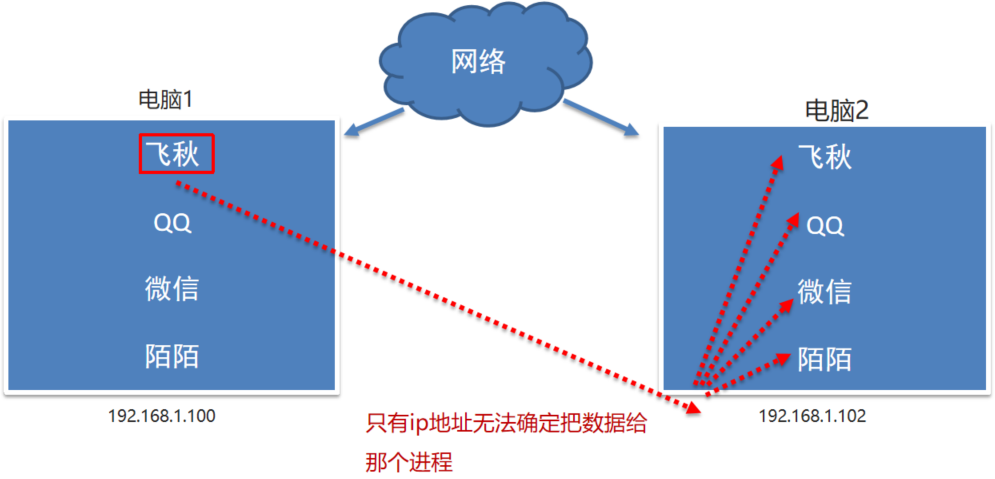 网络
电脑1
飞秋
QQ
微信
陌陌
192.168.1.100
电脑2
飞秋
QQ
微信
陌陌
192.168.1.102
只有ip地址无法确定把数据给
那个进程